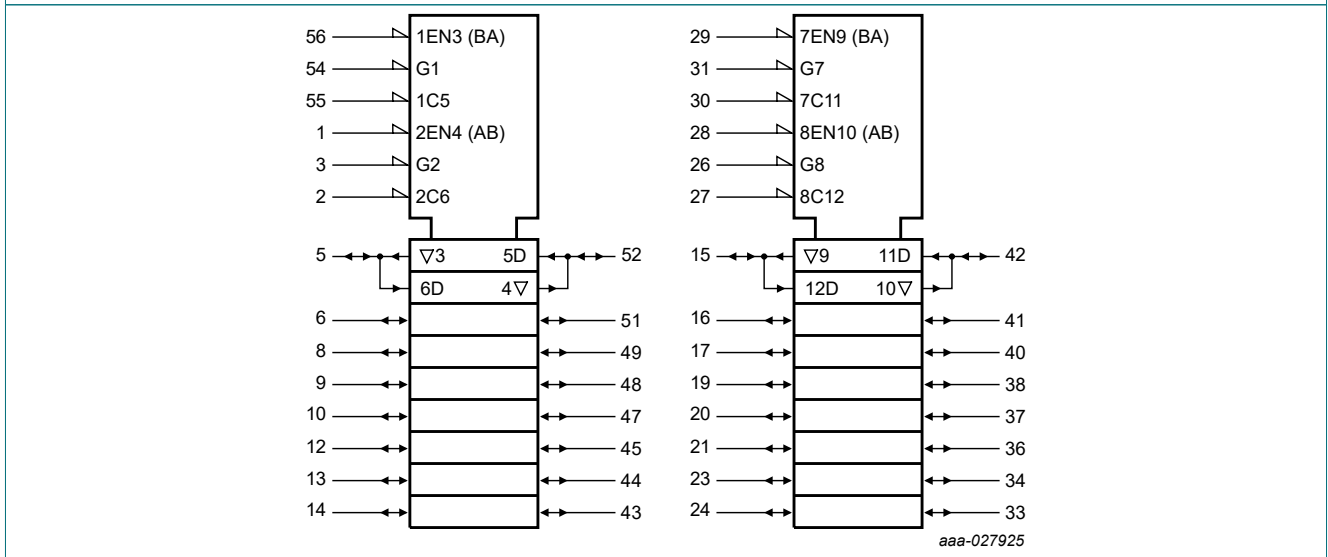 56 1EN3 (BA)
54 G1
55 1C5
1 2EN4 (AB)
3 G2
2 2C6
5 ▽3 5D 52
6D 4▽
6 51
8 49
9 48
10 47
12 45
13 44
14 43
29 7EN9 (BA)
31 G7
30 7C11
28 8EN10 (AB)
26 G8
27 8C12
15 ▽9 11D 42
12D 10▽
16 41
17 40
19 38
20 37
21 36
23 34
24 33
aaa-027925